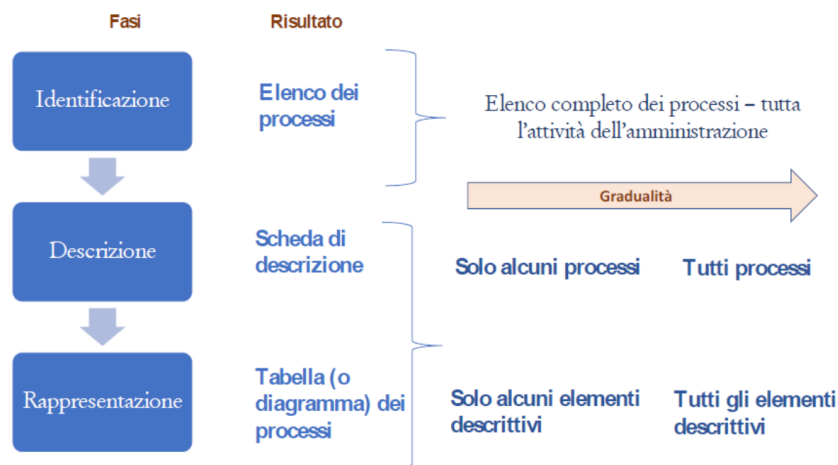 Fasi
Risultato
Identificazione
Elenco dei
processi
Elenco completo dei processi – tutta
l'attività dell'amministrazione
Gradualità
Descrizione
Scheda di
descrizione
Solo alcuni processi
Tutti processi
Rappresentazione
Tabella (o
diagramma) dei
processi
Solo alcuni elementi
descrittivi
Tutti gli elementi
descrittivi